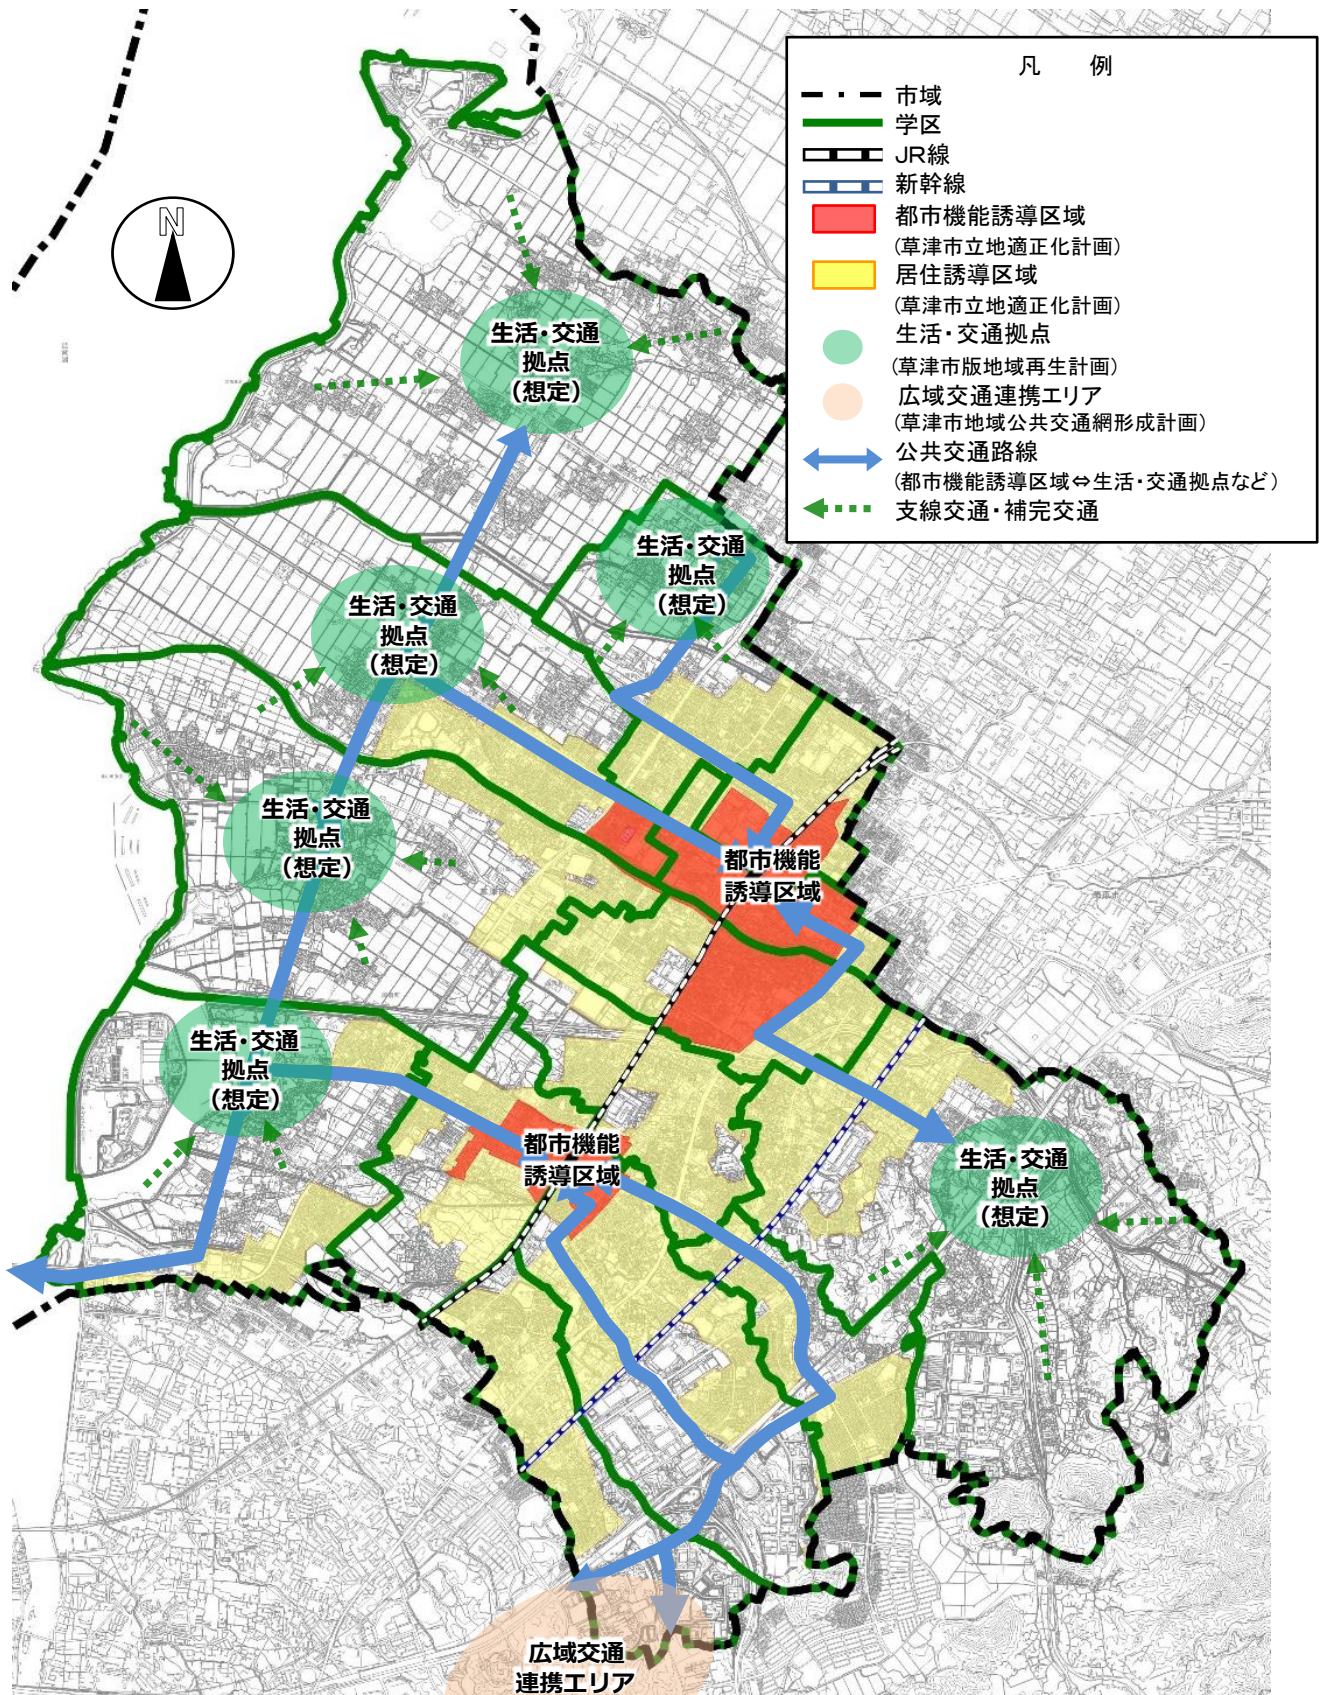 凡 例
市域
学区
JR線
新幹線
都市機能誘導区域
(草津市立地適正化計画)
居住誘導区域
(草津市立地適正化計画)
生活・交通拠点
(草津市版地域再生計画)
広域交通連携エリア
(草津市地域公共交通網形成計画)
公共交通路線
(都市機能誘導区域⇔生活・交通拠点など)
支線交通・補完交通
N
生活・交通
拠点
(想定)
生活・交通
拠点
(想定)
生活・交通
拠点
(想定)
生活・交通
拠点
(想定)
都市機能
誘導区域
生活・交通
拠点
(想定)
都市機能
誘導区域
生活・交通
拠点
(想定)
広域交通
連携エリア